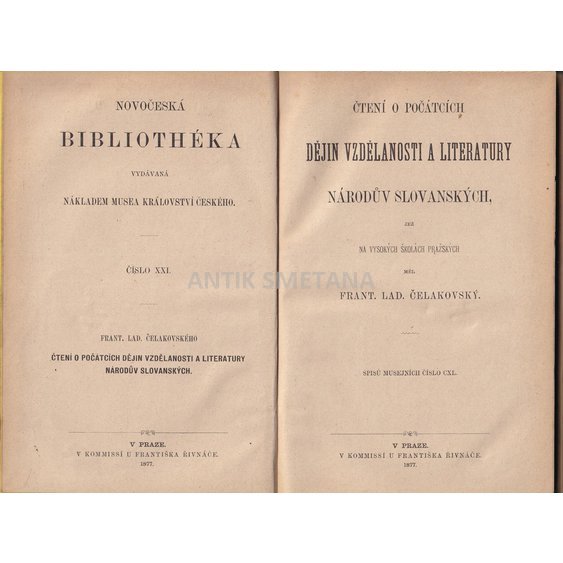 NOVOČESKÁ
BIBLIOTHÉKA
VYDÁVANÁ
NÁKLADEM MUSEA KRÁLOVSTVÍ ČESKÉHO.
ČÍSLO XXI.
FRANT. LAD. ČELAKOVSKÉHO
ČTENÍ O POČÁTCÍCH DĚJIN VZDĚLANOSTI A LITERATURY
NÁRODŮV SLOVANSKÝCH.
V PRAZE.
V KOMMISSÍ U FRANTIŠKA ŘIVNÁČE.
1877.
ČTENÍ O POČÁTCÍCH
DĚJIN VZDĚLANOSTI A LITERATURY
NÁRODŮV SLOVANSKÝCH,
JEŽ
NA VYSOKÝCH ŠKOLÁCH PRAŽSKÝCH
MĚL
FRANT. LAD. ČELAKOVSKÝ.
SPISŮ MUSEJNÍCH ČÍSLO CXL.
V PRAZE.
V KOMMISSÍ U FRANTIŠKA ŘIVNÁČE.
1877.
ANTIK SMETANA